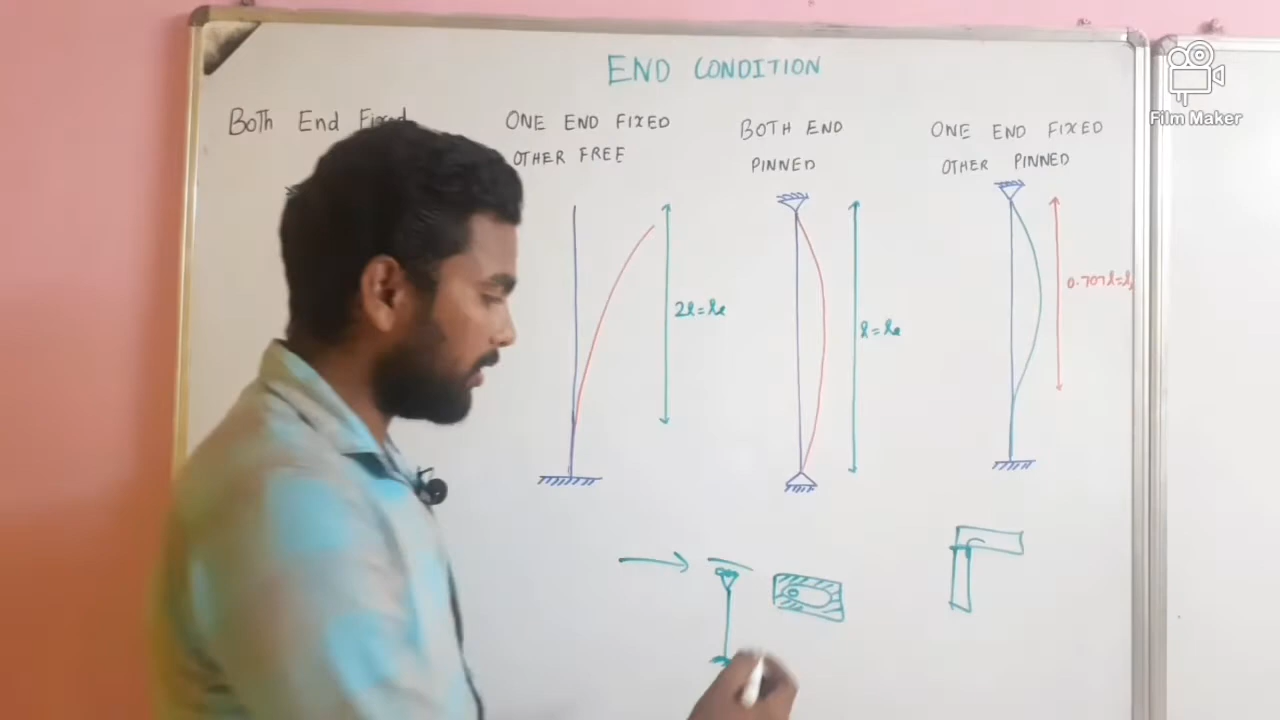 END CONDITION
Both End Fixed
ONE END FIXED
OTHER FREE
BOTH END
PINNED
ONE END FIXED
OTHER PINNED
2l = le
l = le
0.707l = l
Film Maker